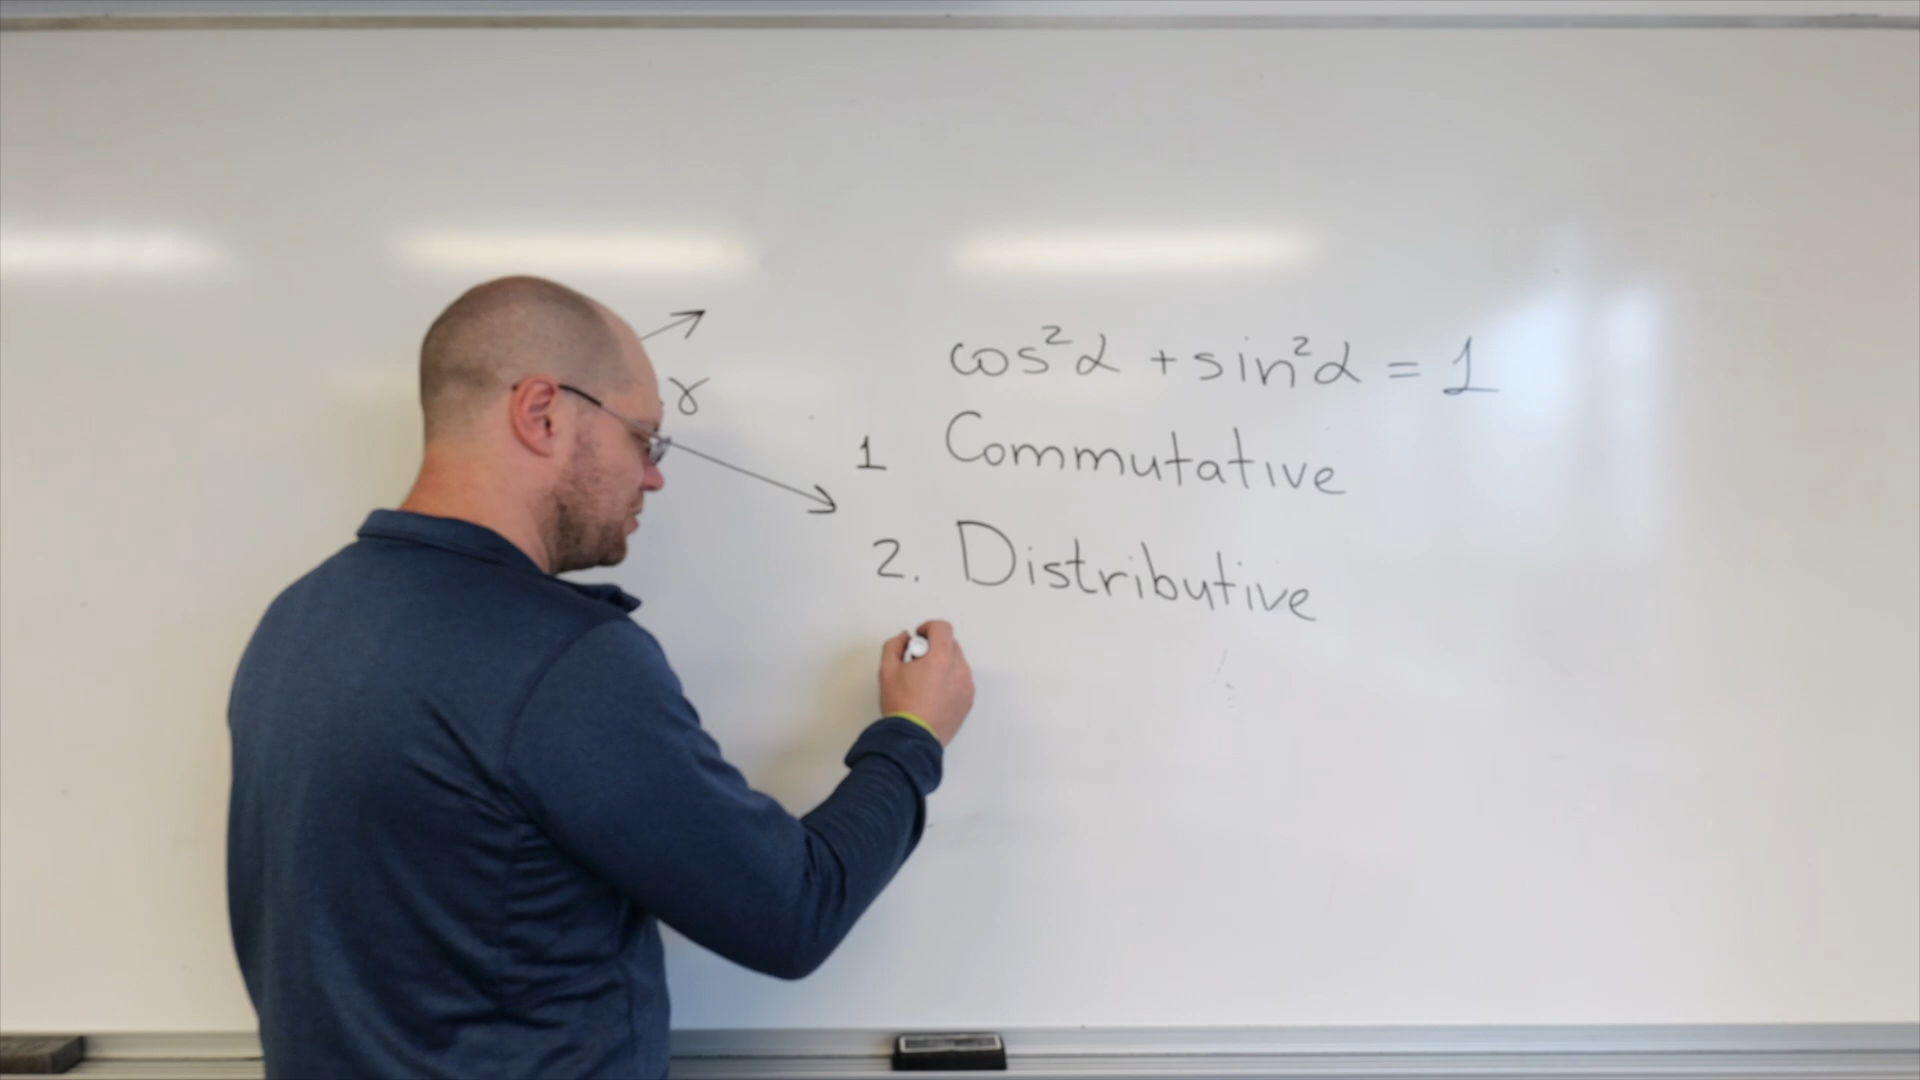 γ
cos²α + sin²α = 1
1 Commutative
2. Distributive